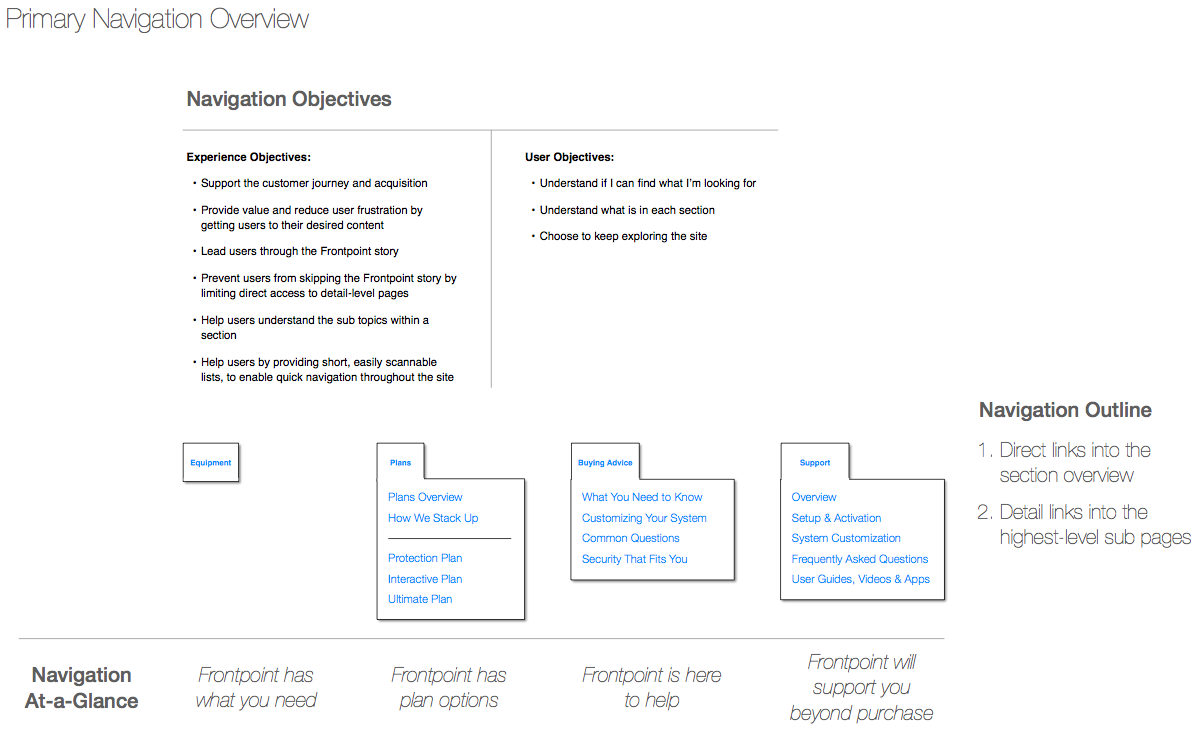 Primary Navigation Overview
Navigation Objectives
Experience Objectives:
• Support the customer journey and acquisition
• Provide value and reduce user frustration by
getting users to their desired content
• Lead users through the Frontpoint story
• Prevent users from skipping the Frontpoint story by
limiting direct access to detail-level pages
• Help users understand the sub topics within a
section
• Help users by providing short, easily scannable
lists, to enable quick navigation throughout the site
User Objectives:
• Understand if I can find what I'm looking for
• Understand what is in each section
• Choose to keep exploring the site
Navigation Outline
1. Direct links into the
section overview
2. Detail links into the
highest-level sub pages
Equipment
Plans
Plans Overview
How We Stack Up
Protection Plan
Interactive Plan
Ultimate Plan
Buying Advice
What You Need to Know
Customizing Your System
Common Questions
Security That Fits You
Support
Overview
Setup & Activation
System Customization
Frequently Asked Questions
User Guides, Videos & Apps
Navigation
At-a-Glance
Frontpoint has
what you need
Frontpoint has
plan options
Frontpoint is here
to help
Frontpoint will
support you
beyond purchase